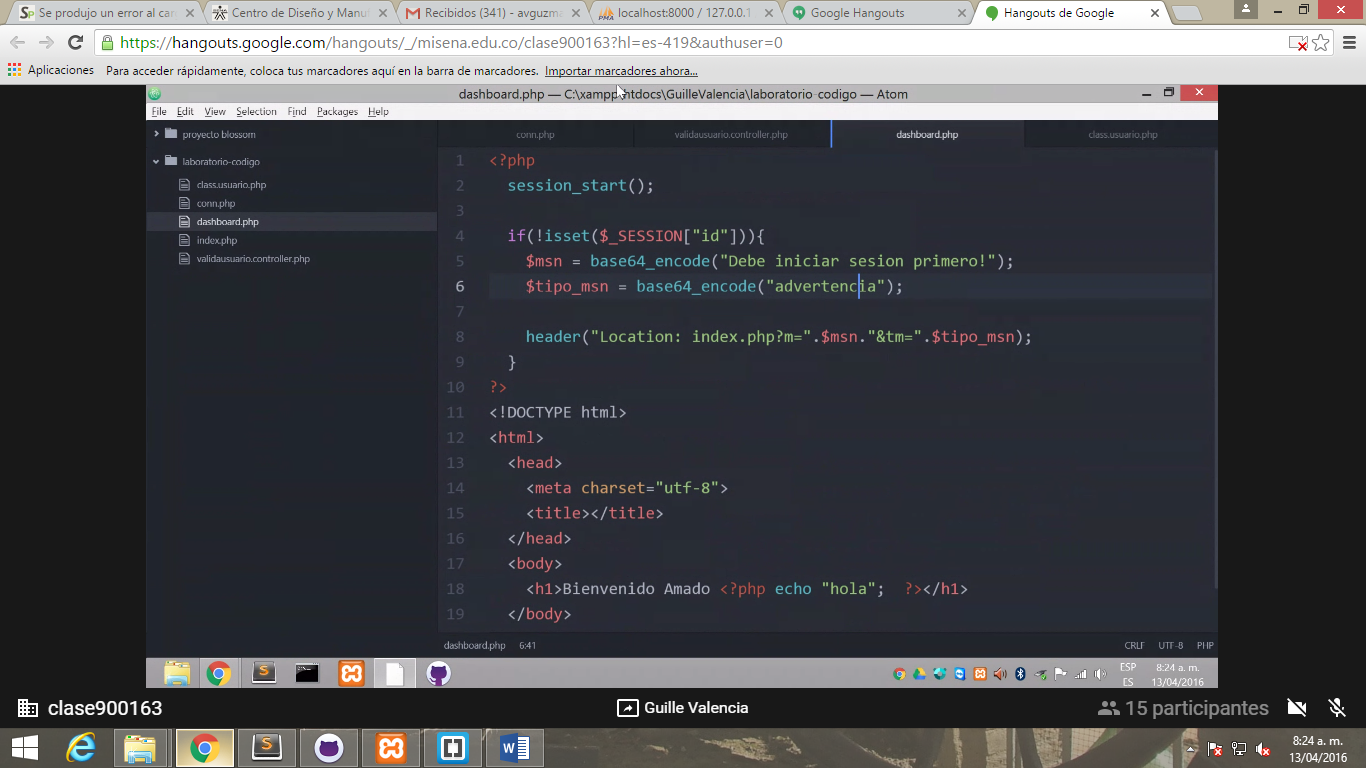 Se produjo un error al ca
Centro de Diseño y Manu
Recibidos (341) - avguzma
localhost:8000 / 127.0.0.1
Google Hangouts
Hangouts de Google
https://hangouts.google.com/hangouts/_/misena.edu.co/clase900163?hl=es-419&authuser=0
Aplicaciones
Para acceder rápidamente, coloca tus marcadores aquí en la barra de marcadores. Importar marcadores ahora...
dashboard.php — C:\xampp\htdocs\GuilleValencia\laboratorio-codigo — Atom
File Edit View Selection Find Packages Help
proyecto blossom
laboratorio-codigo
class.usuario.php
conn.php
dashboard.php
index.php
validausuario.controller.php
conn.php
validausuario.controller.php
dashboard.php
class.usuario.php
1 <?php
2 session_start();
3
4 if(!isset($_SESSION["id"])){
5 $msn = base64_encode("Debe iniciar sesion primero!");
6 $tipo_msn = base64_encode("advertencia");
7
8 header("Location: index.php?m=".$msn."&tm=".$tipo_msn);
9 }
10 ?>
11 <!DOCTYPE html>
12 <html>
13 <head>
14 <meta charset="utf-8">
15 <title></title>
16 </head>
17 <body>
18 <h1>Bienvenido Amado <?php echo "hola";  ?></h1>
19 </body>
dashboard.php 6:41
CRLF UTF-8 PHP
ESP
ES
8:24 a. m.
13/04/2016
clase900163
Guille Valencia
15 participantes
8:24 a. m.
13/04/2016